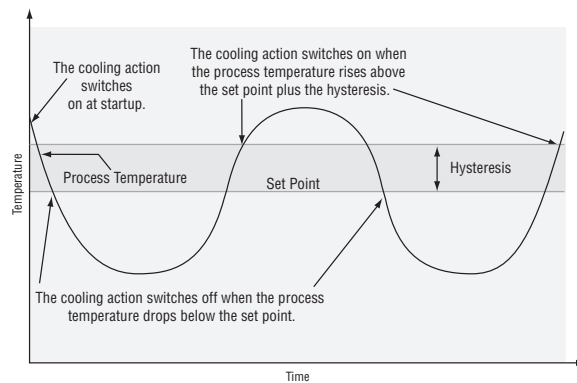 The cooling action
switches
on at startup.
The cooling action switches on when
the process temperature rises above
the set point plus the hysteresis.
Process Temperature
Set Point
Hysteresis
The cooling action switches off when the process
temperature drops below the set point.
Temperature
Time